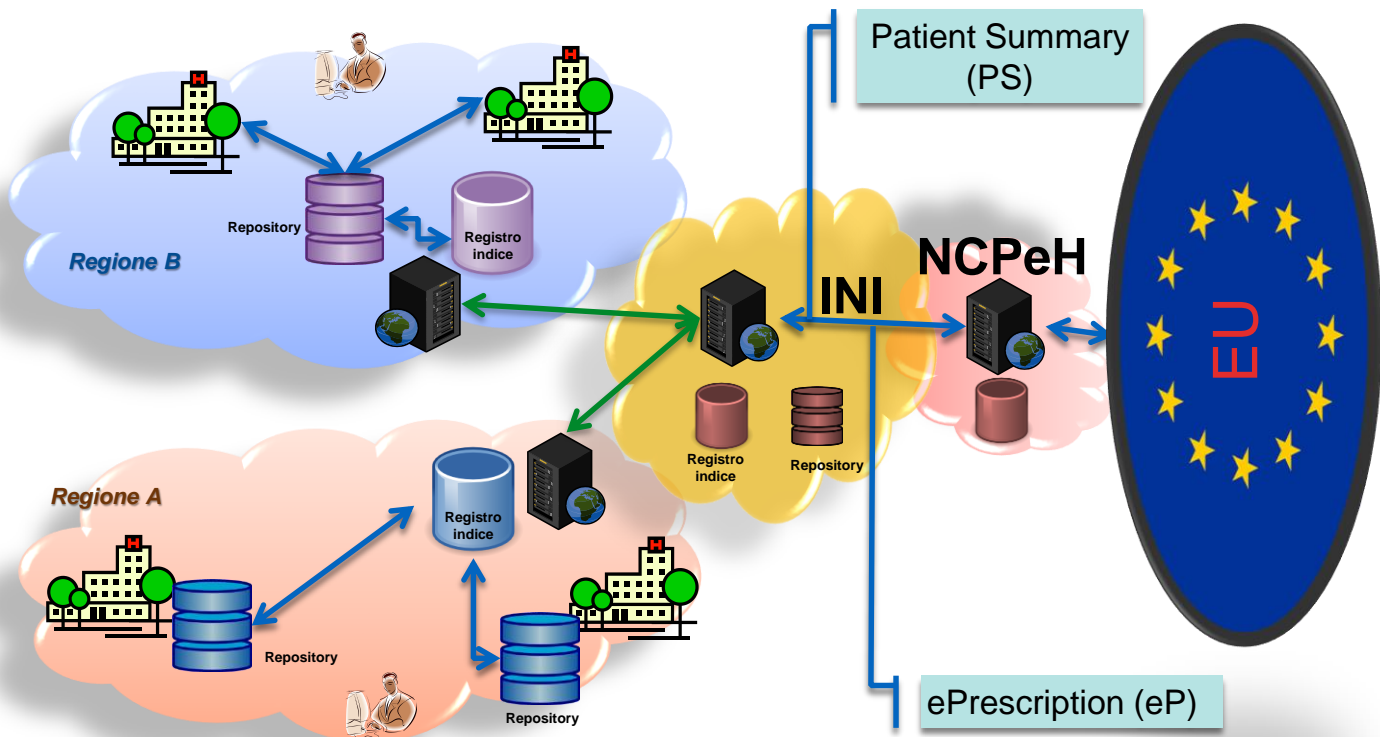 Patient Summary
(PS)
H
H
Repository
Registro
indice
Regione B
NCPeH
INI
EU
Registro
indice
Repository
Regione A
Registro
indice
H
H
Repository
Repository
ePrescription (eP)